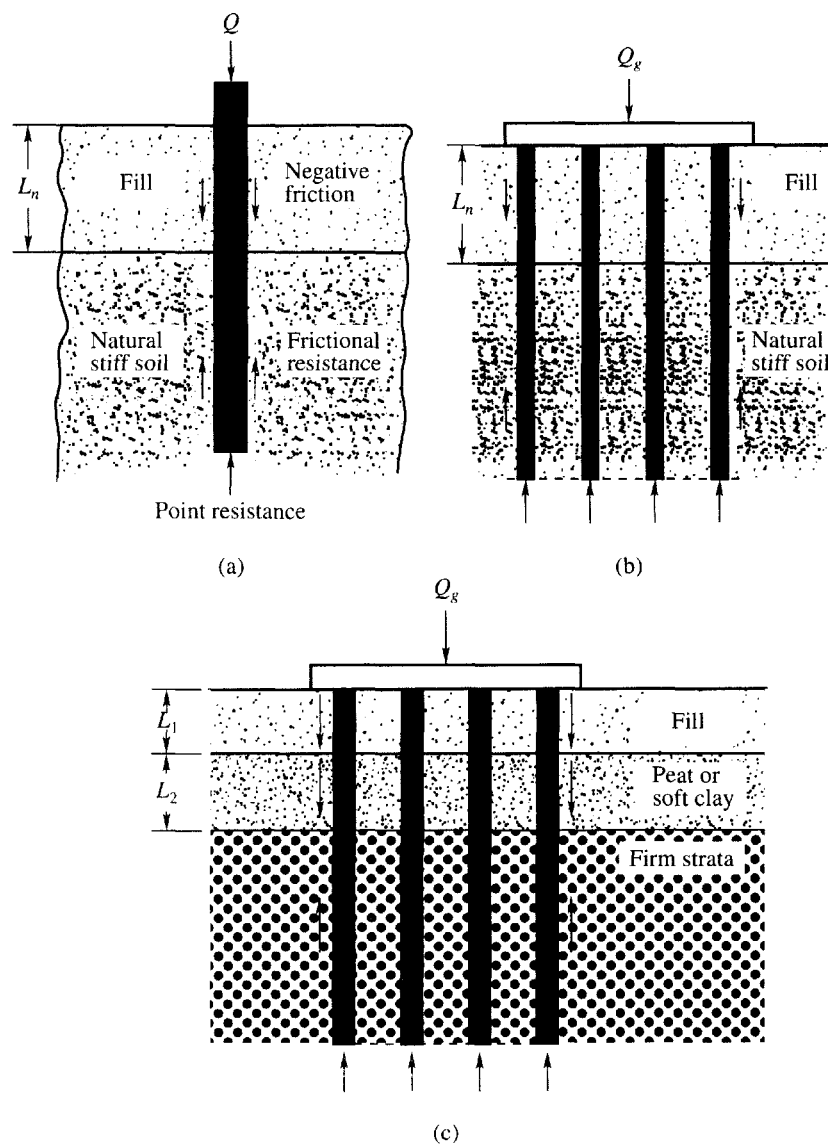 Q
L_n
Fill
Negative
friction
Natural
stiff soil
Frictional
resistance
Point resistance
(a)
Q_g
L_n
Fill
Natural
stiff soil
(b)
Q_g
L_1
Fill
L_2
Peat or
soft clay
Firm strata
(c)